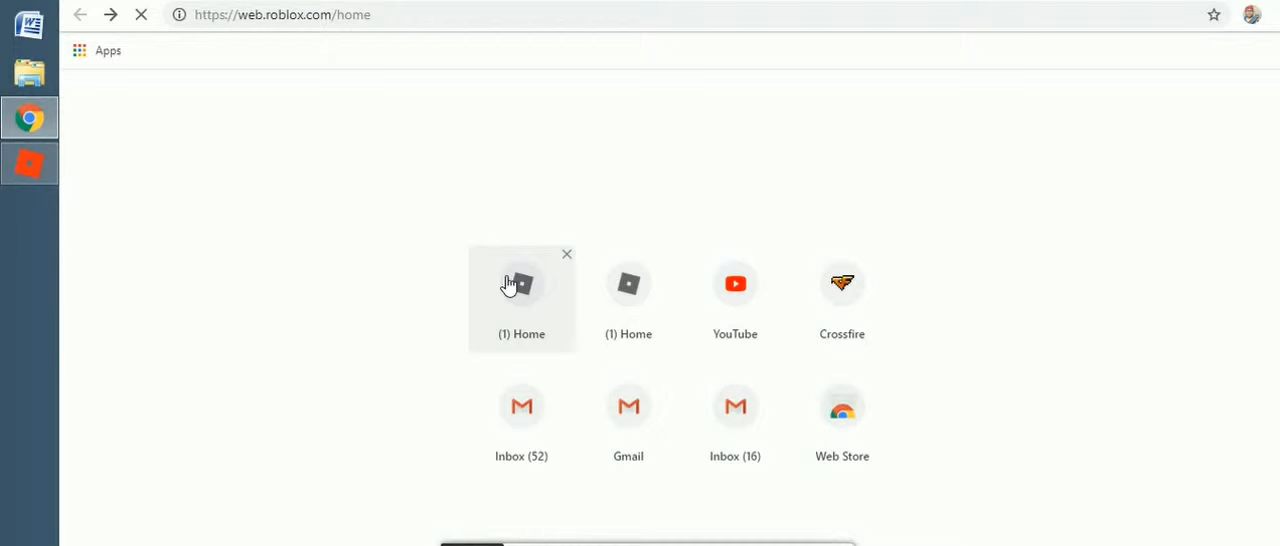 https://web.roblox.com/home
Apps
(1) Home
(1) Home
YouTube
Crossfire
Inbox (52)
Gmail
Inbox (16)
Web Store